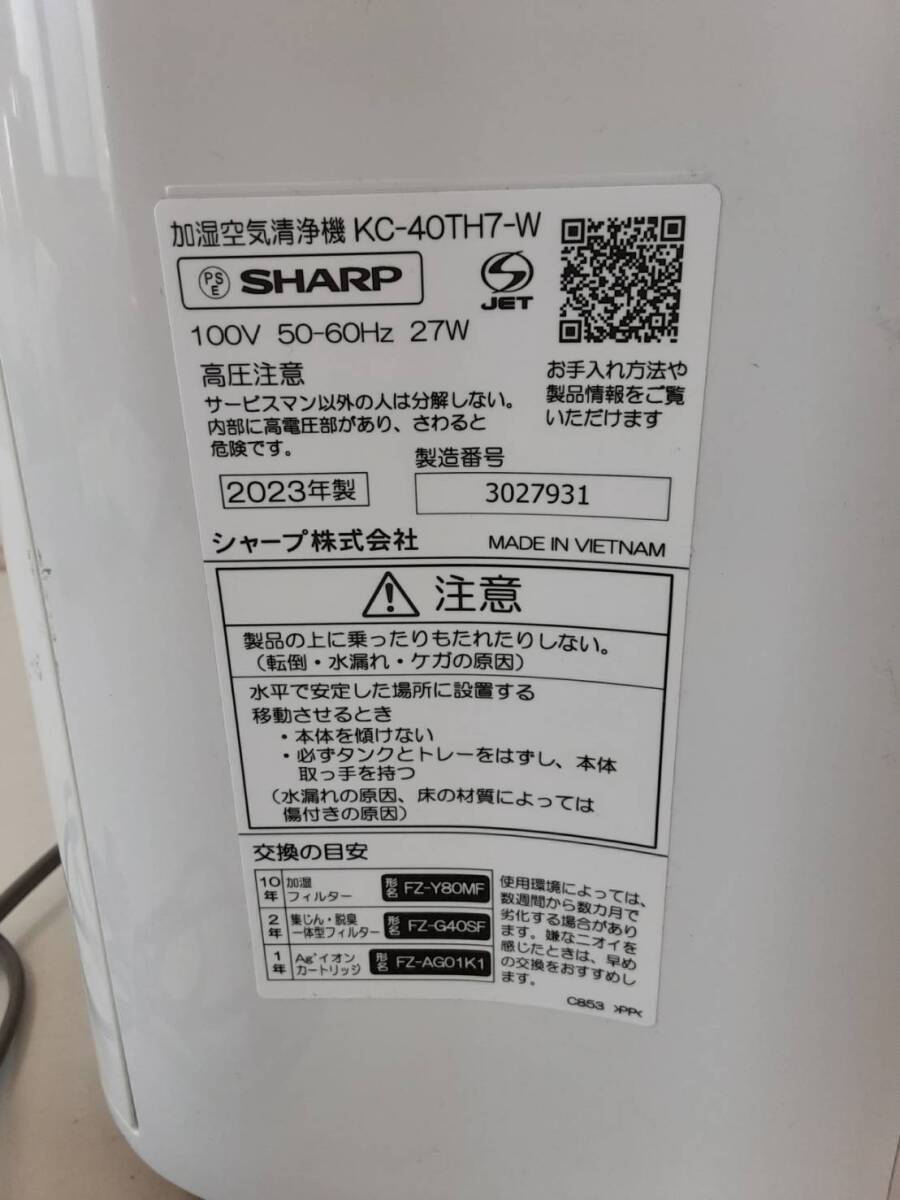 加湿空気清浄機 KC-40TH7-W
PS E SHARP
JET
100V 50-60Hz 27W
高圧注意
サービスマン以外の人は分解しない。
内部に高電圧部があり、さわると
危険です。
お手入れ方法や
製品情報をご覧
いただけます
製造番号
2023年製
3027931
シャープ株式会社
MADE IN VIETNAM
注意
製品の上に乗ったりもたれたりしない。
（転倒・水漏れ・ケガの原因）
水平で安定した場所に設置する
移動させるとき
・本体を傾けない
・必ずタンクとトレーをはずし、本体
取っ手を持つ
（水漏れの原因、床の材質によっては
傷付きの原因）
交換の目安
10年 加湿
フィルター 形名 FZ-Y80MF
2年 集じん・脱臭
一体型フィルター 形名 FZ-G40SF
1年 Ag⁺イオン
カートリッジ 形名 FZ-AG01K1
使用環境によっては、
数週間から数カ月で
劣化する場合があり
ます。嫌なニオイを
感じたときは、早め
の交換をおすすめし
ます。
C853 >PP<